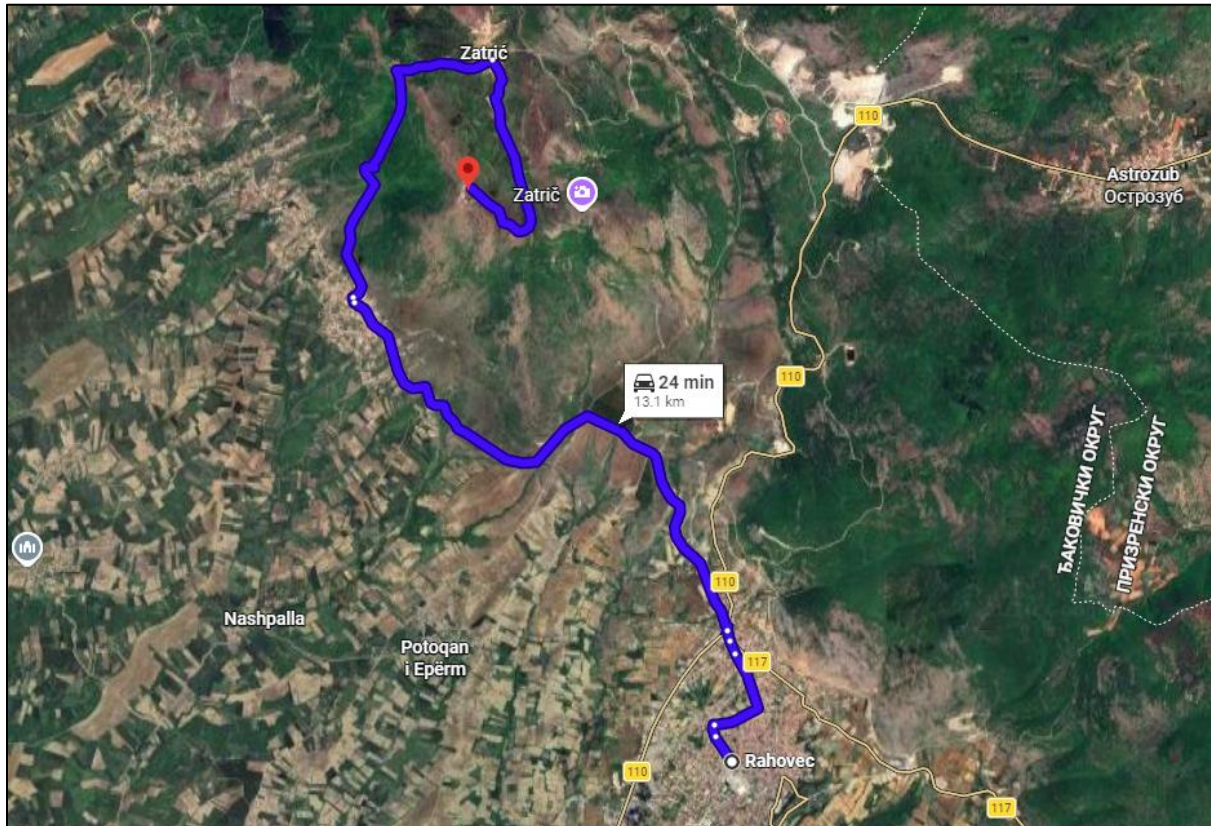 Zatrić
110
Astrozub
Острозуб
Zatrič
24 min
13.1 km
110
ЂАКОВИЧКИ ОКРУГ
ПРИЗРЕНСКИ ОКРУГ
110
Nashpalla
Potoqan
i Epërm
117
Rahovec
110
117